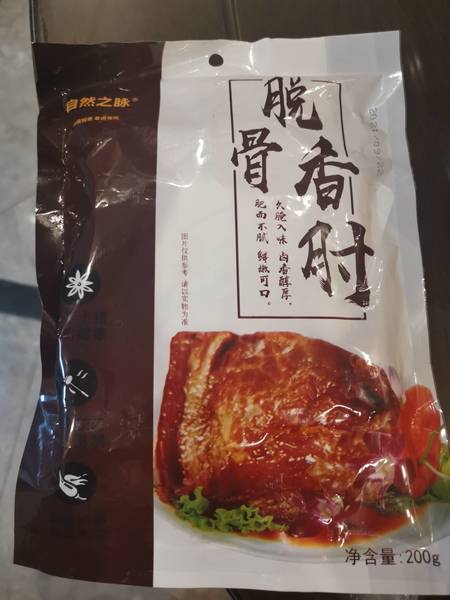 自然之脉®
脱骨香肘
久腌入味 肉香醇厚，
肥而不腻 鲜嫩可口。
图片仅供参考 请以实物为准
净含量:200g